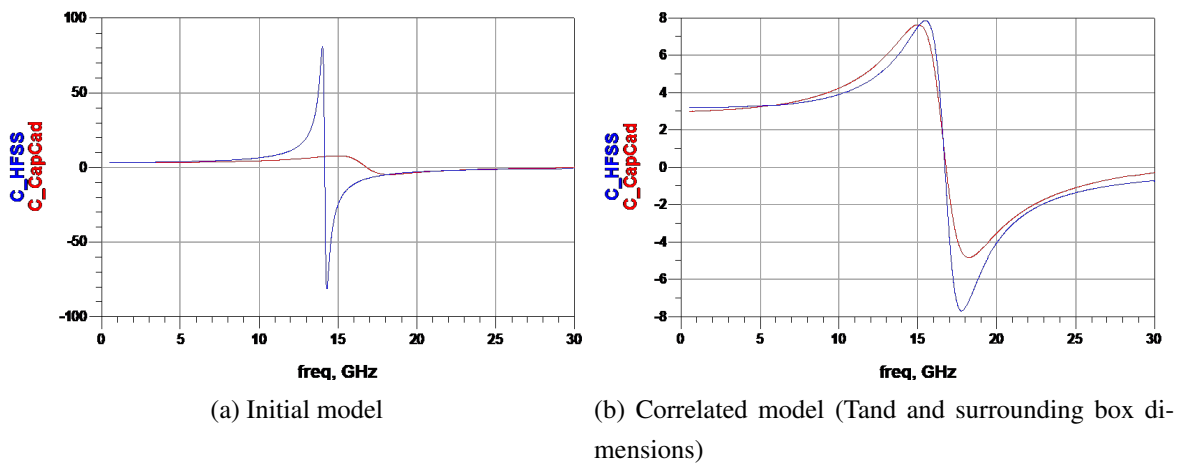 100
50
0
-50
-100
C_HFSS
C_CapCad
0 5 10 15 20 25 30
freq, GHz
(a) Initial model
8
6
4
2
0
-2
-4
-6
-8
C_HFSS
C_CapCad
0 5 10 15 20 25 30
freq, GHz
(b) Correlated model (Tand and surrounding box di-
mensions)